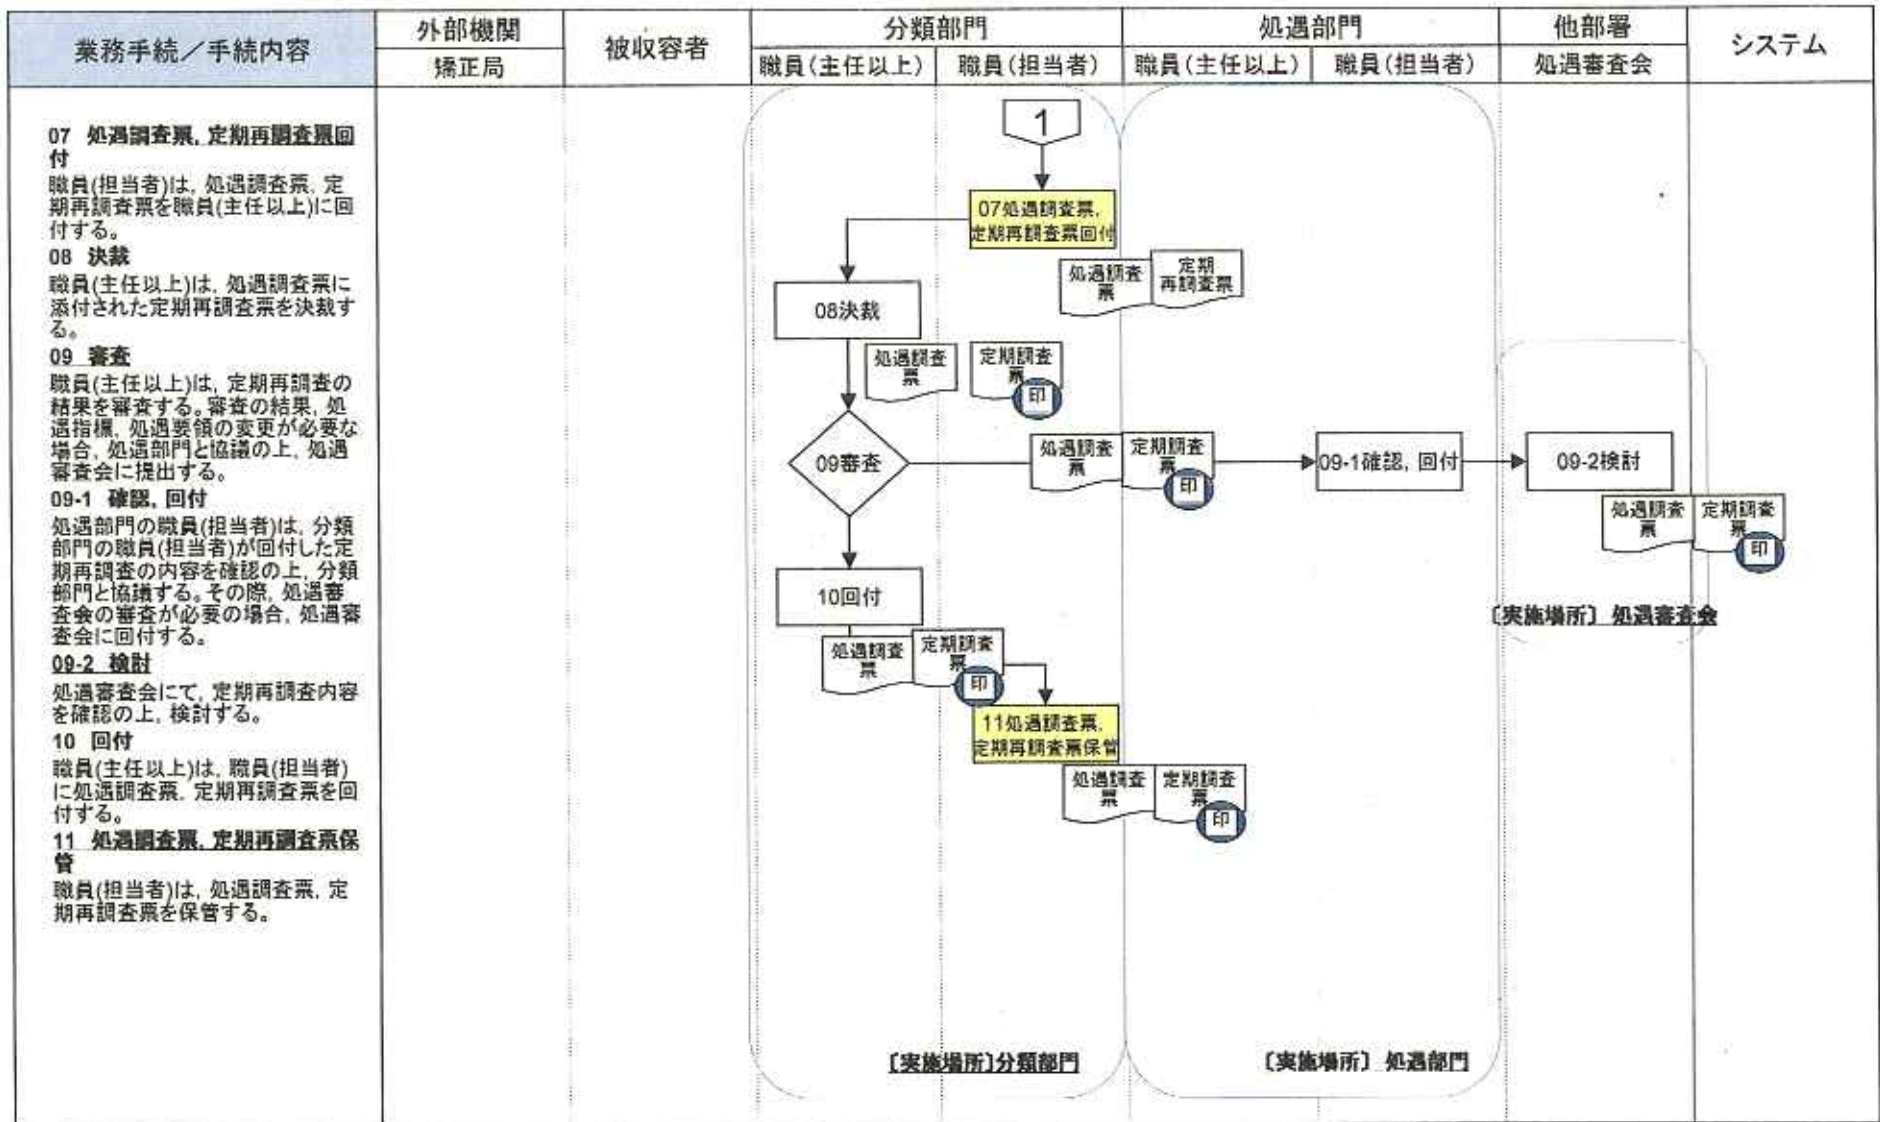 業務手続／手続内容
外部機関
矯正局
被収容者
分類部門
職員(主任以上)
職員(担当者)
処遇部門
職員(主任以上)
職員(担当者)
他部署
処遇審査会
システム
07 処遇調査票，定期再調査票回
付
職員(担当者)は，処遇調査票，定
期再調査票を職員(主任以上)に回
付する。
08 決裁
職員(主任以上)は，処遇調査票に
添付された定期再調査票を決裁す
る。
09 審査
職員(主任以上)は，定期再調査の
結果を審査する。審査の結果，処
遇指標，処遇要領の変更が必要な
場合，処遇部門と協議の上，処遇
審査会に提出する。
09-1 確認，回付
処遇部門の職員(担当者)は，分類
部門の職員(担当者)が回付した定
期再調査の内容を確認の上，分類
部門と協議する。その際，処遇審
査会の審査が必要の場合，処遇審
査会に回付する。
09-2 検討
処遇審査会にて，定期再調査内容
を確認の上，検討する。
10 回付
職員(主任以上)は，職員(担当者)
に処遇調査票，定期再調査票を回
付する。
11 処遇調査票，定期再調査票保
管
職員(担当者)は，処遇調査票，定
期再調査票を保管する。
1
07処遇調査票，
定期再調査票回付
処遇調査
票
定期
再調査票
08決裁
処遇調査
票
定期調査
票
印
09審査
処遇調査
票
定期調査
票
印
09-1確認，回付
09-2検討
処遇調査
票
定期調査
票
印
〔実施場所〕 処遇審査会
10回付
処遇調査
票
定期調査
票
印
11処遇調査票，
定期再調査票保管
処遇調査
票
定期調査
票
印
〔実施場所〕分類部門
〔実施場所〕 処遇部門